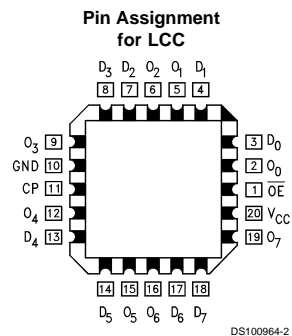 Pin Assignment
for LCC
D3 D2 O2 O1 D1
8 7 6 5 4
O3 9 3 D0
GND 10 2 O0
CP 11 1 O̅E̅
O4 12 20 VCC
D4 13 19 O7
14 15 16 17 18
D5 O5 O6 D6 D7
DS100964-2